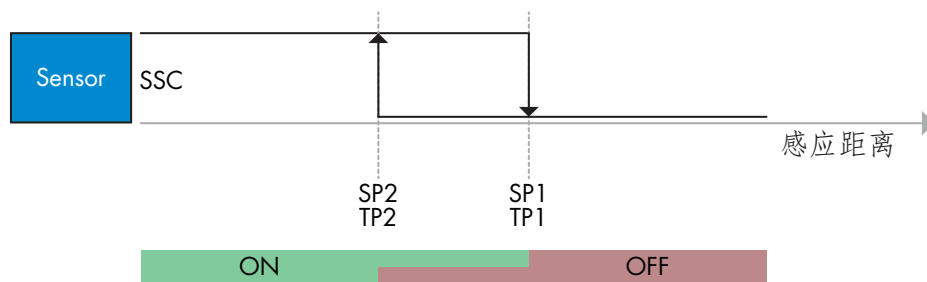 Sensor
SSC
感应距离
SP2
TP2
SP1
TP1
ON
OFF